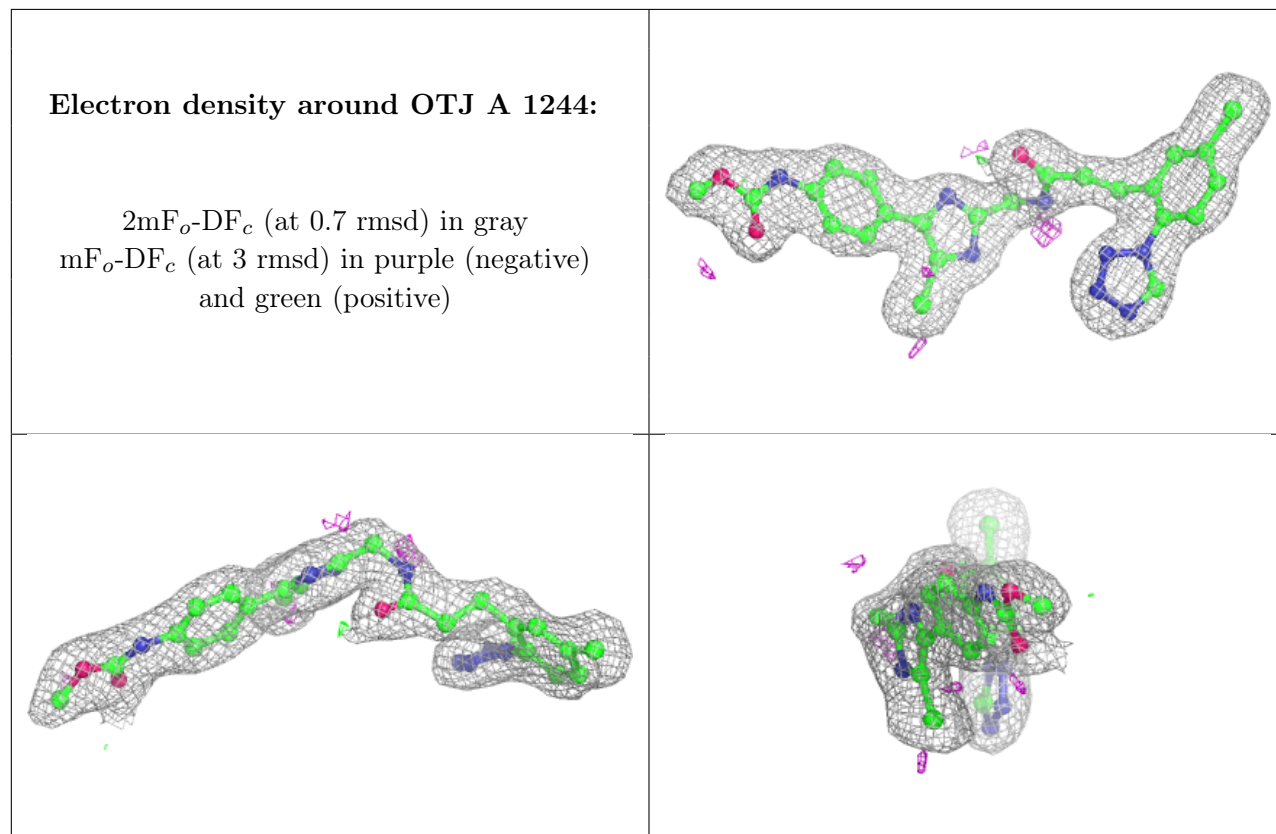 Electron density around OTJ A 1244:
2mFo-DFc (at 0.7 rmsd) in gray
mFo-DFc (at 3 rmsd) in purple (negative)
and green (positive)